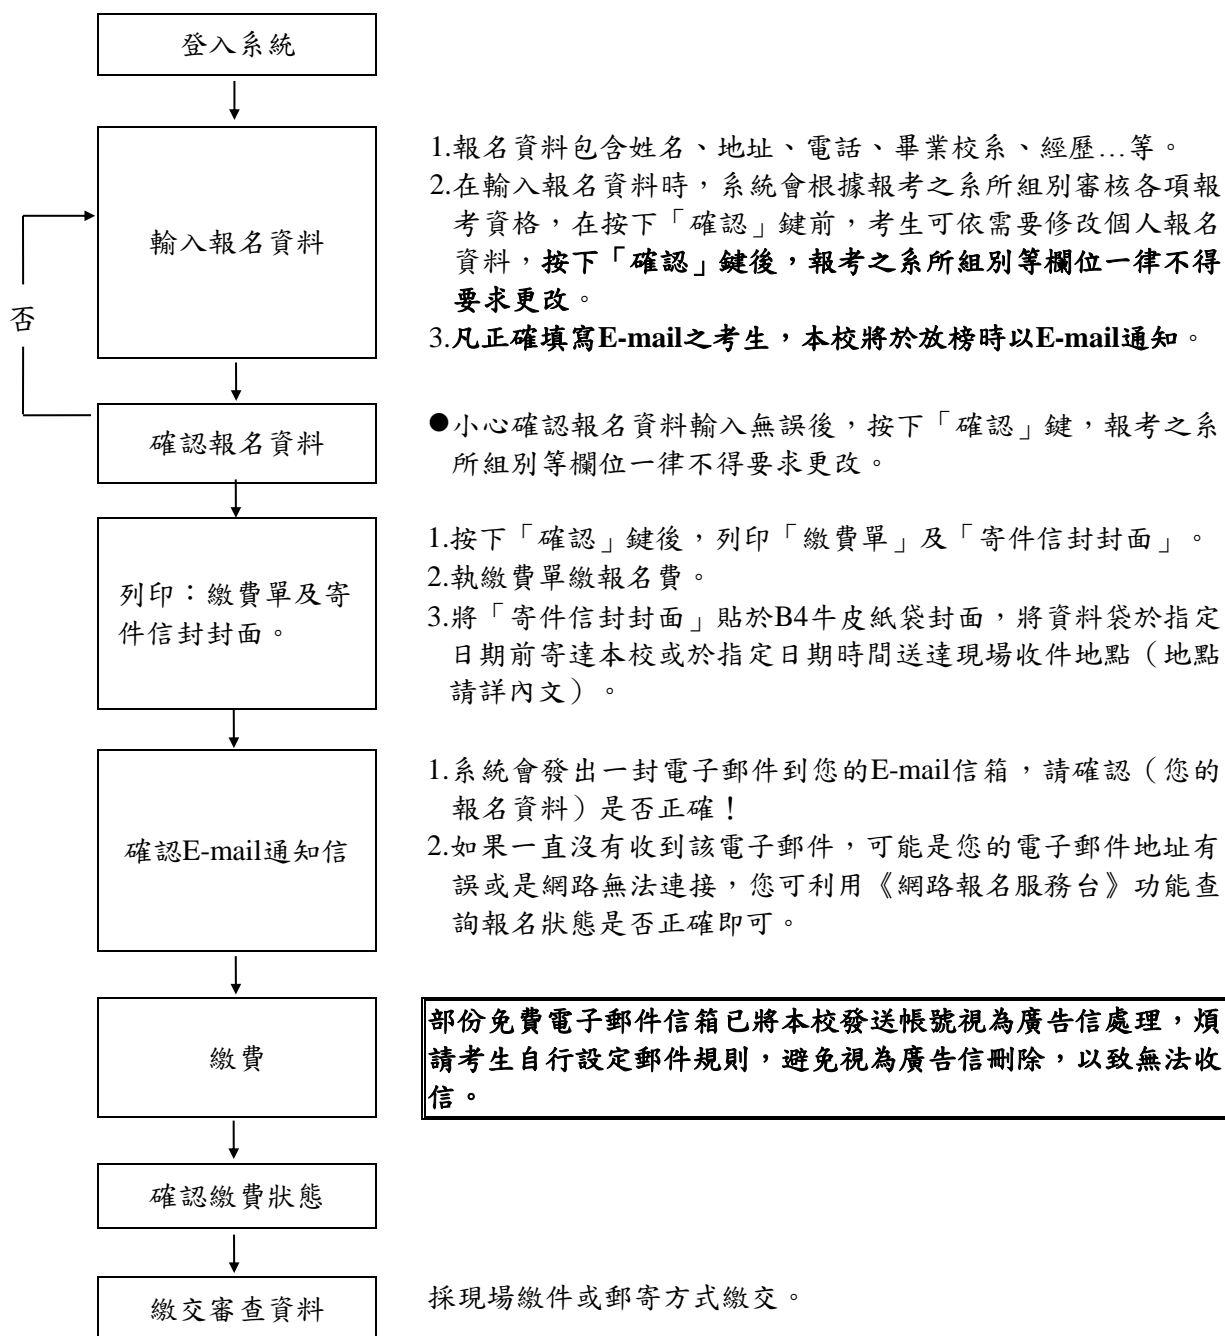 登入系統
輸入報名資料
1.報名資料包含姓名、地址、電話、畢業校系、經歷…等。
2.在輸入報名資料時，系統會根據報考之系所組別審核各項報
考資格，在按下「確認」鍵前，考生可依需要修改個人報名
資料，按下「確認」鍵後，報考之系所組別等欄位一律不得
要求更改。
3.凡正確填寫E-mail之考生，本校將於放榜時以E-mail通知。
否
確認報名資料
●小心確認報名資料輸入無誤後，按下「確認」鍵，報考之系
所組別等欄位一律不得要求更改。
列印：繳費單及寄
件信封封面。
1.按下「確認」鍵後，列印「繳費單」及「寄件信封封面」。
2.執繳費單繳報名費。
3.將「寄件信封封面」貼於B4牛皮紙袋封面，將資料袋於指定
日期前寄達本校或於指定日期時間送達現場收件地點（地點
請詳內文）。
確認E-mail通知信
1.系統會發出一封電子郵件到您的E-mail信箱，請確認（您的
報名資料）是否正確！
2.如果一直沒有收到該電子郵件，可能是您的電子郵件地址有
誤或是網路無法連接，您可利用《網路報名服務台》功能查
詢報名狀態是否正確即可。
繳費
部份免費電子郵件信箱已將本校發送帳號視為廣告信處理，煩
請考生自行設定郵件規則，避免視為廣告信刪除，以致無法收
信。
確認繳費狀態
繳交審查資料
採現場繳件或郵寄方式繳交。